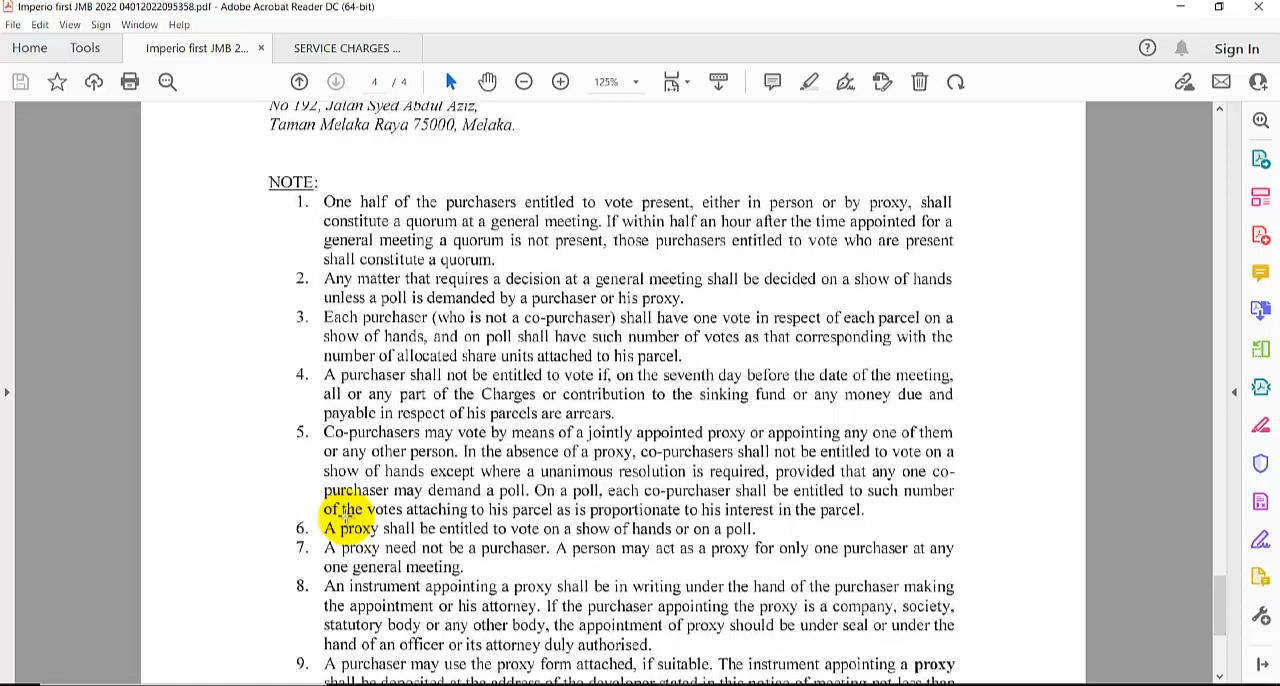 Imperio first JMB 2022 04012022095358.pdf - Adobe Acrobat Reader DC (64-bit)
File Edit View Sign Window Help
Home Tools Imperio first JMB 2... × SERVICE CHARGES ... Sign In
4 / 4 125%
No 192, Jalan Syed Abdul Aziz,
Taman Melaka Raya 75000, Melaka.
NOTE:
1. One half of the purchasers entitled to vote present, either in person or by proxy, shall
constitute a quorum at a general meeting. If within half an hour after the time appointed for a
general meeting a quorum is not present, those purchasers entitled to vote who are present
shall constitute a quorum.
2. Any matter that requires a decision at a general meeting shall be decided on a show of hands
unless a poll is demanded by a purchaser or his proxy.
3. Each purchaser (who is not a co-purchaser) shall have one vote in respect of each parcel on a
show of hands, and on poll shall have such number of votes as that corresponding with the
number of allocated share units attached to his parcel.
4. A purchaser shall not be entitled to vote if, on the seventh day before the date of the meeting,
all or any part of the Charges or contribution to the sinking fund or any money due and
payable in respect of his parcels are arrears.
5. Co-purchasers may vote by means of a jointly appointed proxy or appointing any one of them
or any other person. In the absence of a proxy, co-purchasers shall not be entitled to vote on a
show of hands except where a unanimous resolution is required, provided that any one co-
purchaser may demand a poll. On a poll, each co-purchaser shall be entitled to such number
of the votes attaching to his parcel as is proportionate to his interest in the parcel.
6. A proxy shall be entitled to vote on a show of hands or on a poll.
7. A proxy need not be a purchaser. A person may act as a proxy for only one purchaser at any
one general meeting.
8. An instrument appointing a proxy shall be in writing under the hand of the purchaser making
the appointment or his attorney. If the purchaser appointing the proxy is a company, society,
statutory body or any other body, the appointment of proxy should be under seal or under the
hand of an officer or its attorney duly authorised.
9. A purchaser may use the proxy form attached, if suitable. The instrument appointing a proxy
shall be deposited at the address of the developer stated in this notice of meeting not less than